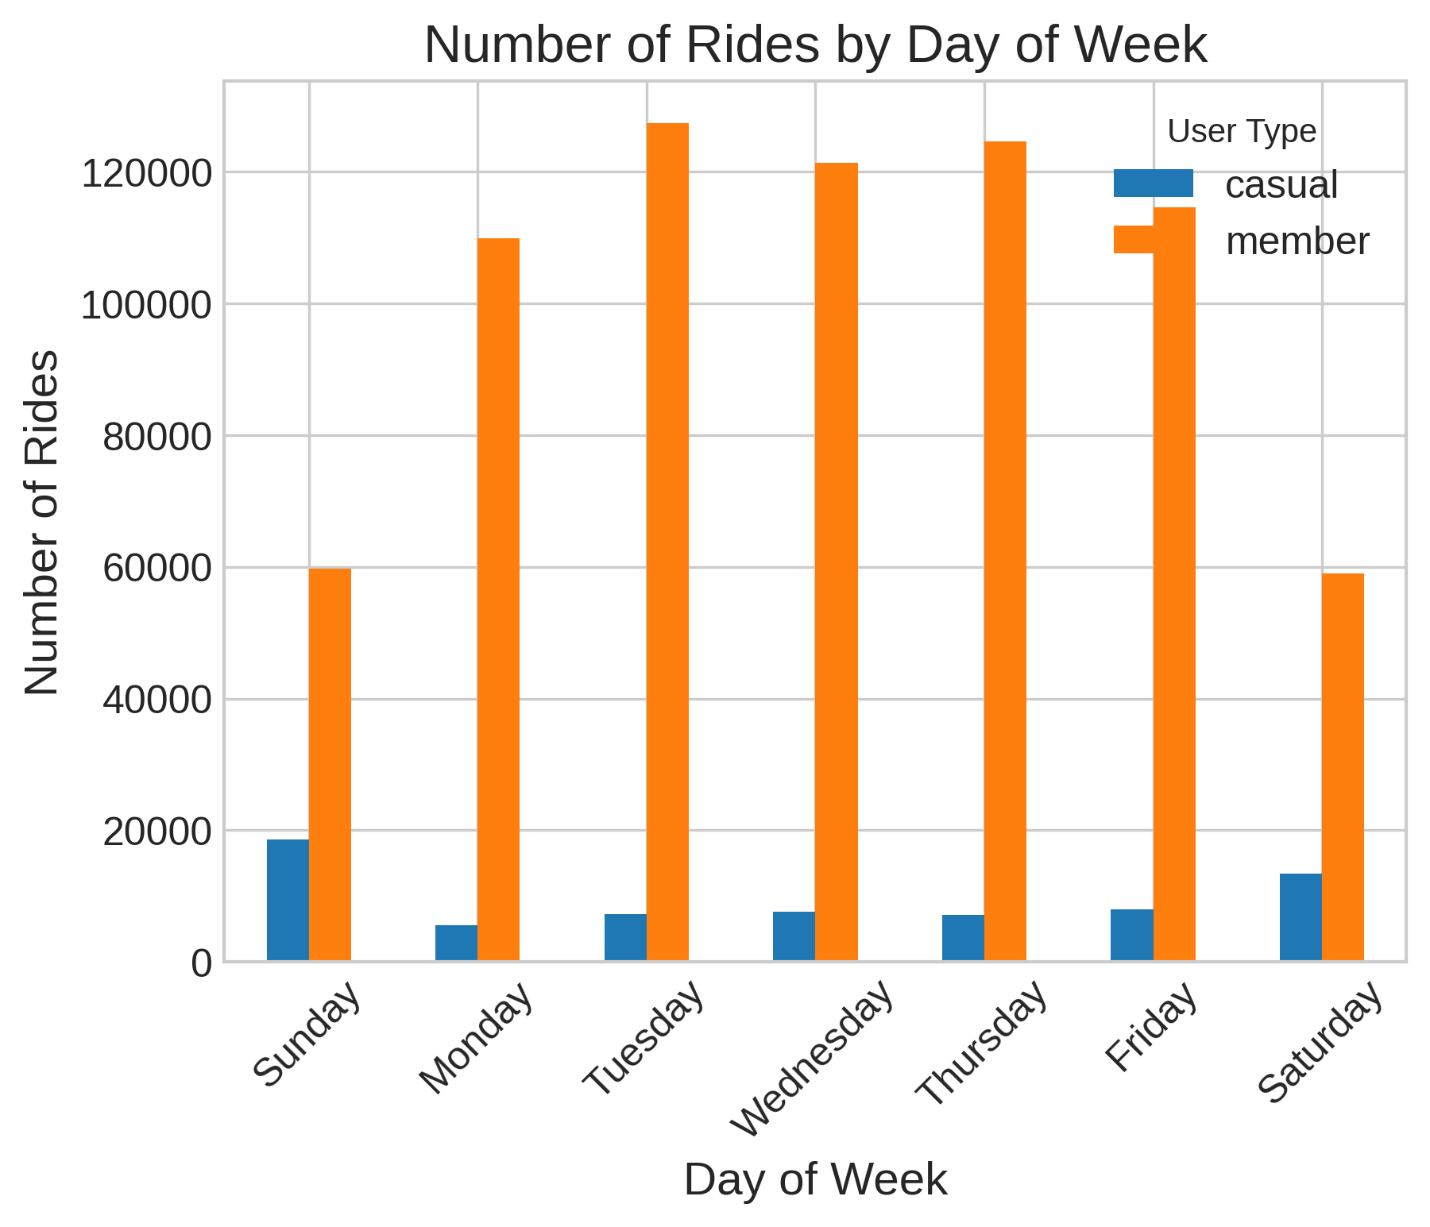 Number of Rides by Day of Week
User Type
casual
member
120000
100000
80000
60000
40000
20000
0
Number of Rides
Sunday
Monday
Tuesday
Wednesday
Thursday
Friday
Saturday
Day of Week